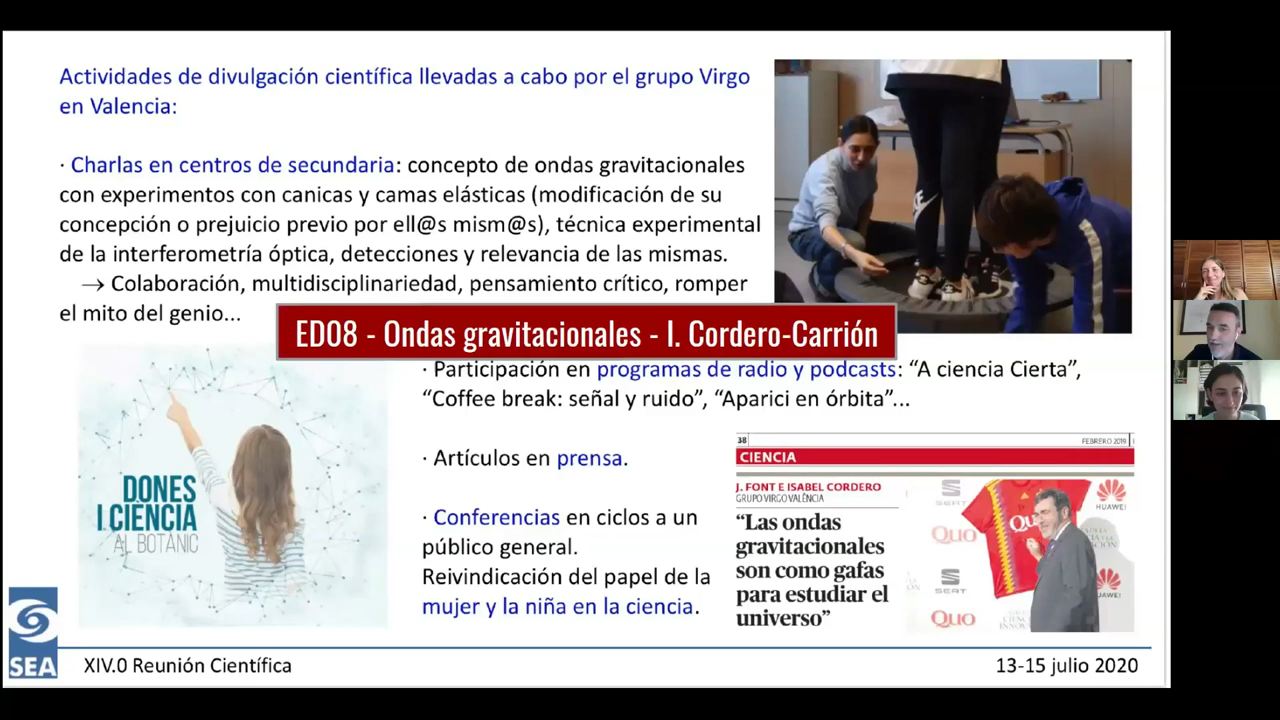 Actividades de divulgación científica llevadas a cabo por el grupo Virgo
en Valencia:
· Charlas en centros de secundaria: concepto de ondas gravitacionales
con experimentos con canicas y camas elásticas (modificación de su
concepción o prejuicio previo por ell@s mism@s), técnica experimental
de la interferometría óptica, detecciones y relevancia de las mismas.
→ Colaboración, multidisciplinariedad, pensamiento crítico, romper
el mito del genio...
ED08 - Ondas gravitacionales - I. Cordero-Carrión
· Participación en programas de radio y podcasts: “A ciencia Cierta”,
“Coffee break: señal y ruido”, “Aparici en órbita”...
· Artículos en prensa.
· Conferencias en ciclos a un
público general.
Reivindicación del papel de la
mujer y la niña en la ciencia.
DONES
I CIENCIA
AL BOTÀNIC
38
FEBRERO 2019
CIENCIA
J. FONT E ISABEL CORDERO
GRUPO VIRGO VALÈNCIA
“Las ondas
gravitacionales
son como gafas
para estudiar el
universo”
SEAT
HUAWEI
Quo
Quo
SEAT
HUAWEI
Quo
SEA
XIV.0 Reunión Científica
13-15 julio 2020